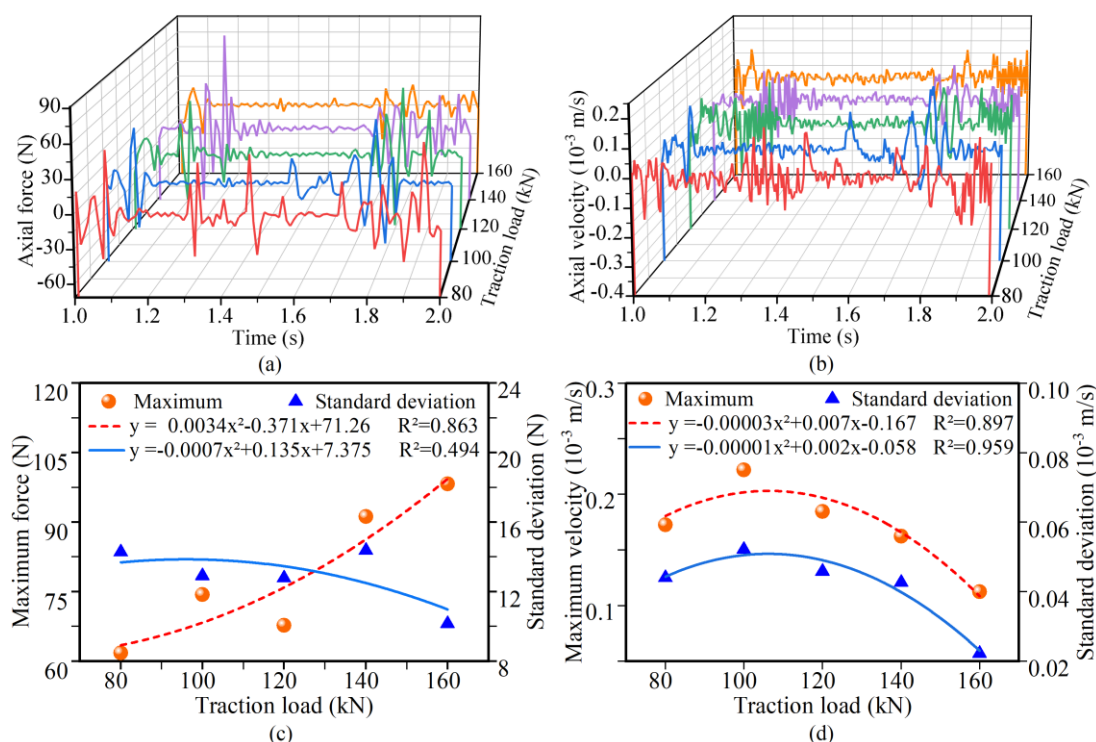 90
60
30
0
-30
-60
Axial force (N)
1.0 1.2 1.4 1.6 1.8 2.0
Time (s)
160
140
120
100
80
Traction load (kN)
(a)
0.2
0.1
0.0
-0.1
-0.2
-0.3
-0.4
Axial velocity (10⁻³ m/s)
1.0 1.2 1.4 1.6 1.8 2.0
Time (s)
160
140
120
100
80
Traction load (kN)
(b)
120
105
90
75
60
Maximum force (N)
Maximum Standard deviation
y = 0.0034x²-0.371x+71.26 R²=0.863
y =-0.0007x²+0.135x+7.375 R²=0.494
24
20
16
12
8
Standard deviation (N)
80 100 120 140 160
Traction load (kN)
(c)
0.3
0.2
0.1
Maximum velocity (10⁻³ m/s)
Maximum Standard deviation
y =-0.00003x²+0.007x-0.167 R²=0.897
y =-0.00001x²+0.002x-0.058 R²=0.959
0.10
0.08
0.06
0.04
0.02
Standard deviation (10⁻³ m/s)
80 100 120 140 160
Traction load (kN)
(d)